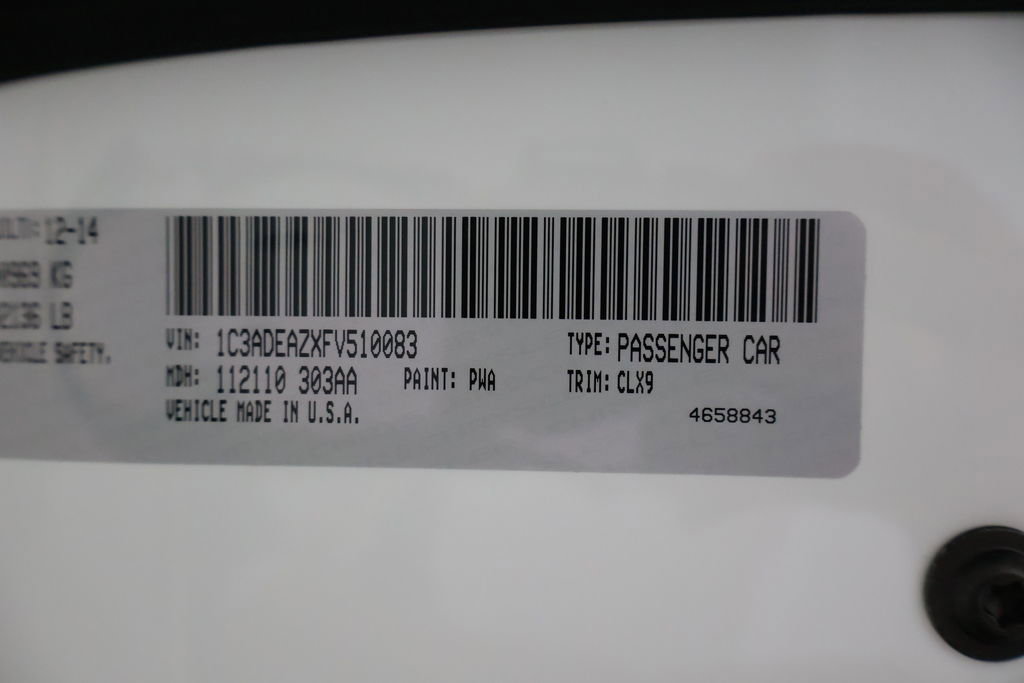 12-14
KG
LB
SAFETY.
VIN: 1C3ADEAZXFV510083
TYPE: PASSENGER CAR
MDH: 112110 303AA PAINT: PWA
TRIM: CLX9
VEHICLE MADE IN U.S.A.
4658843